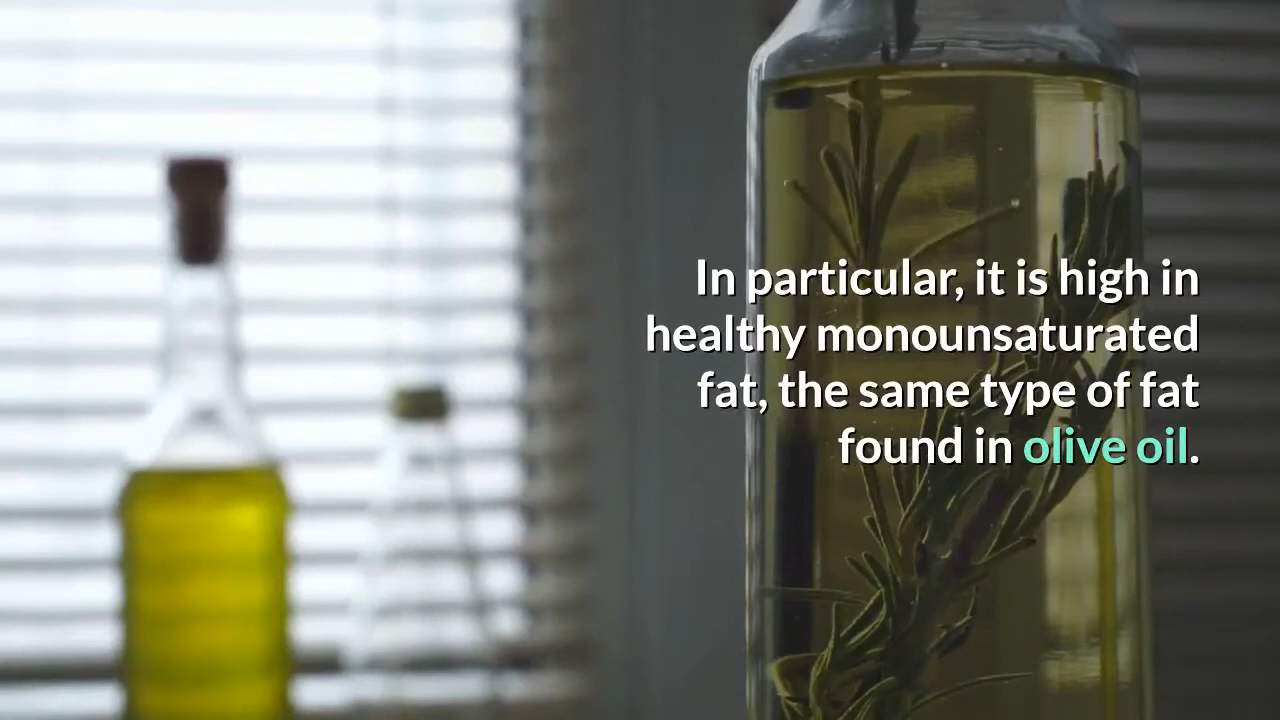 In particular, it is high in
healthy monounsaturated
fat, the same type of fat
found in olive oil.